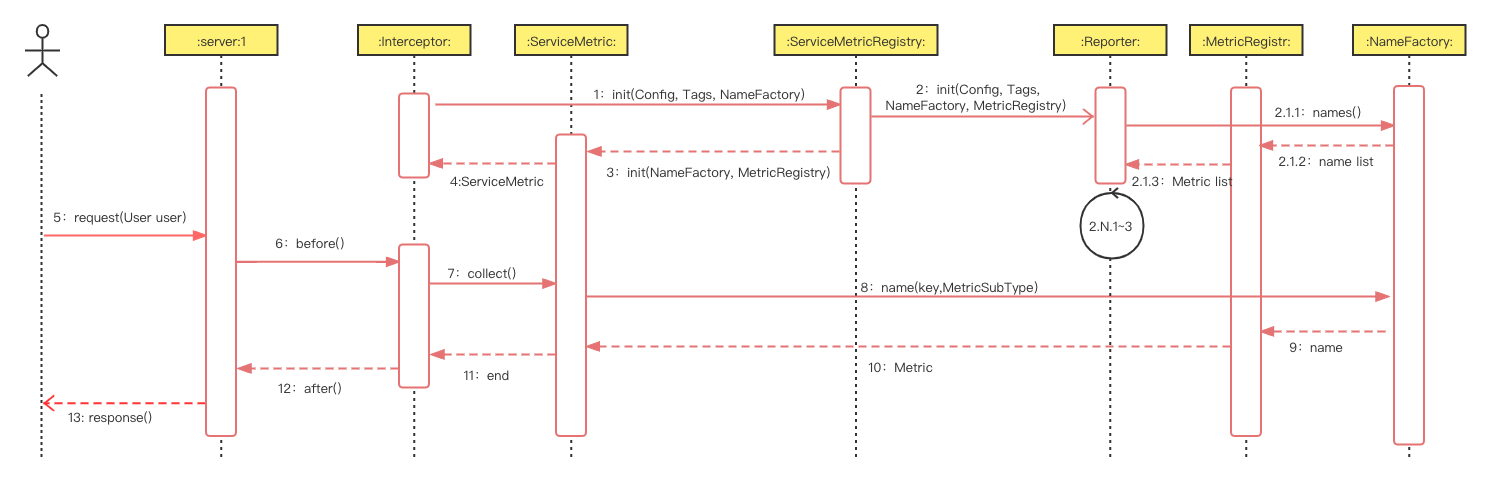 :server:1
:Interceptor:
:ServiceMetric:
:ServiceMetricRegistry:
:Reporter:
:MetricRegistr:
:NameFactory:
1：init(Config, Tags, NameFactory)
2：init(Config, Tags,
NameFactory, MetricRegistry)
2.1.1：names()
2.1.2：name list
3：init(NameFactory, MetricRegistry)
4:ServiceMetric
2.1.3：Metric list
5：request(User user)
2.N.1~3
6：before()
7：collect()
8：name(key,MetricSubType)
9：name
10：Metric
11：end
12：after()
13: response()